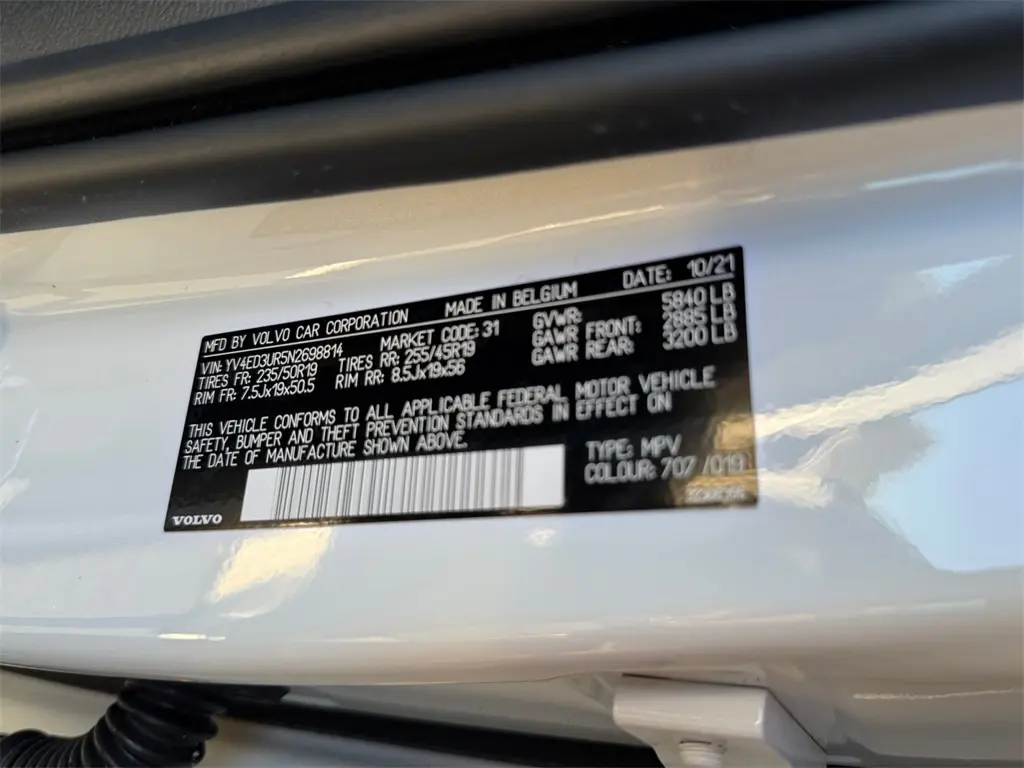 MFD BY VOLVO CAR CORPORATION MADE IN BELGIUM DATE: 10/21
VIN: YV4ED3UR5N2698814 MARKET CODE: 31 GVWR: 5840 LB
TIRES FR: 235/50R19 TIRES RR: 255/45R19 GAWR FRONT: 2885 LB
RIM FR: 7.5Jx19x50.5 RIM RR: 8.5Jx19x56 GAWR REAR: 3200 LB
THIS VEHICLE CONFORMS TO ALL APPLICABLE FEDERAL MOTOR VEHICLE
SAFETY, BUMPER AND THEFT PREVENTION STANDARDS IN EFFECT ON
THE DATE OF MANUFACTURE SHOWN ABOVE.
TYPE: MPV
COLOUR: 707 /019
VOLVO